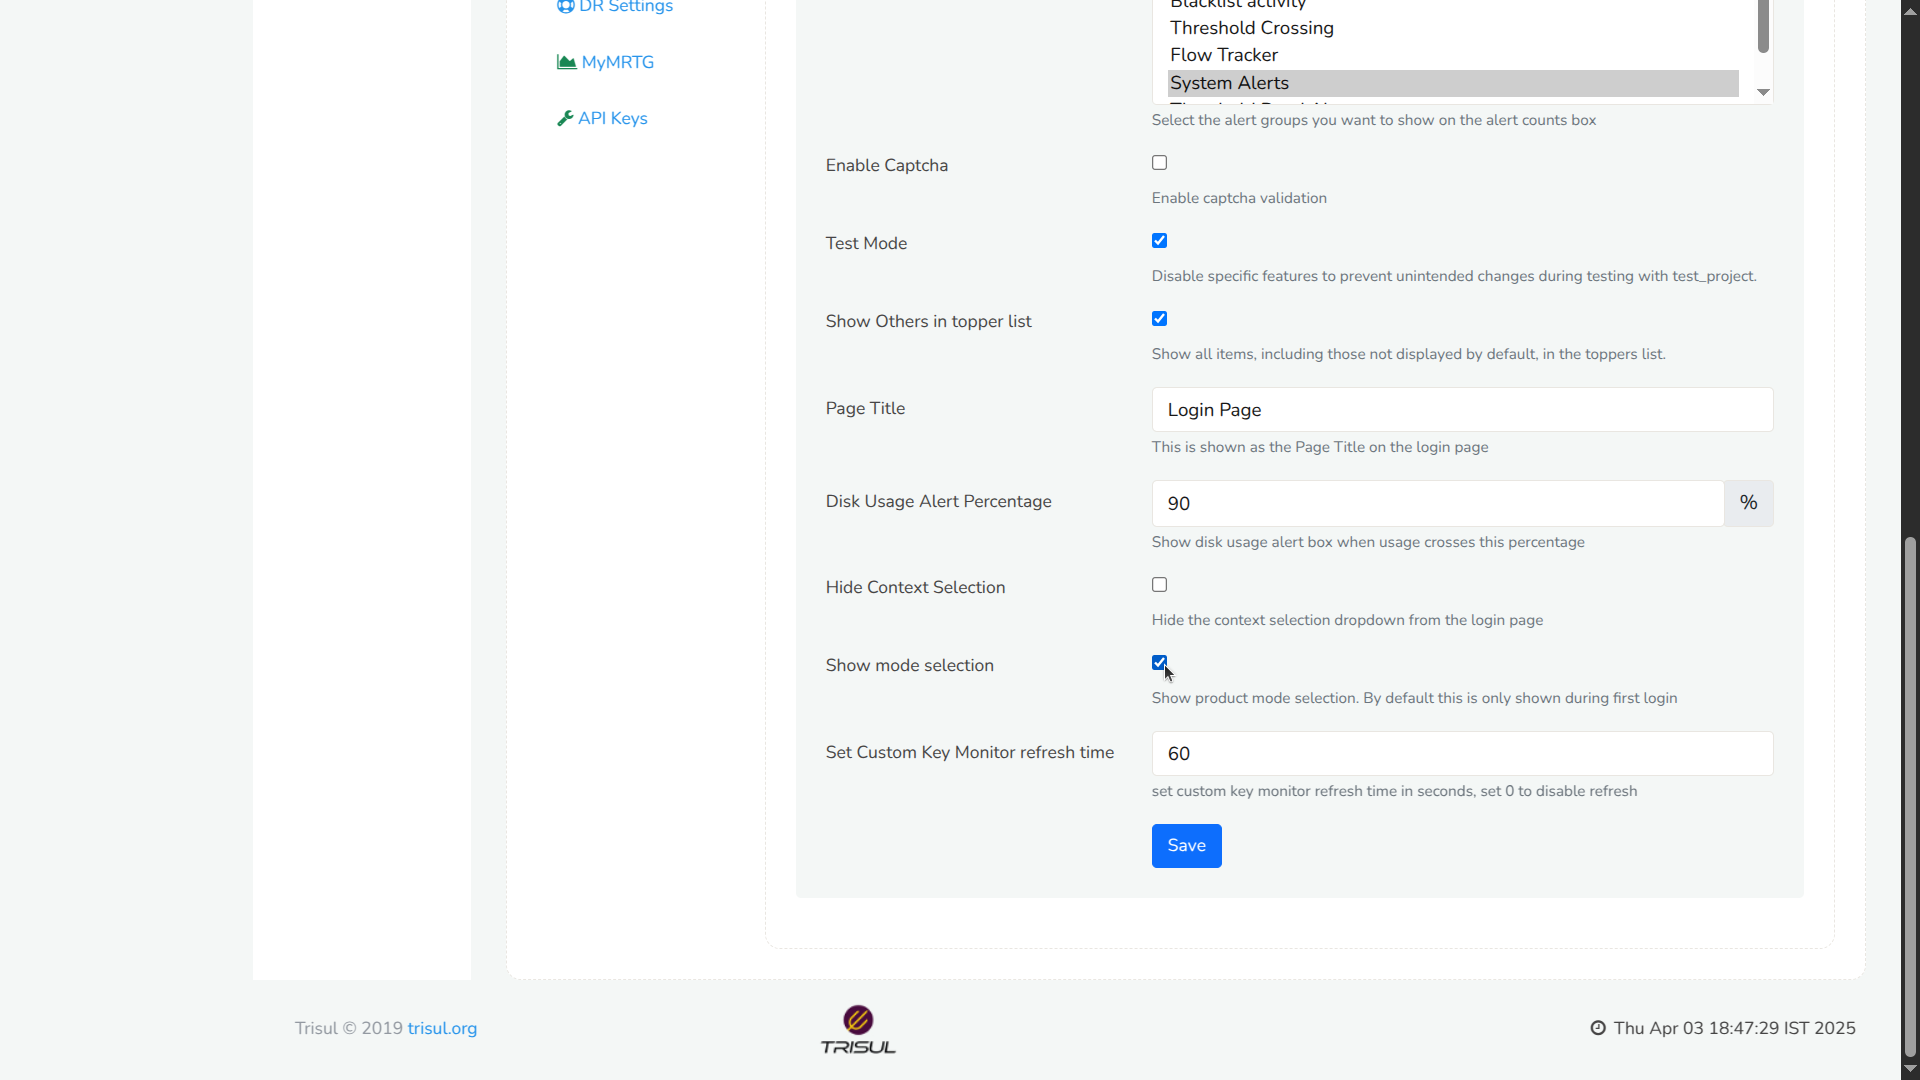 DR Settings
MyMRTG
API Keys
Blacklist activity
Threshold Crossing
Flow Tracker
System Alerts
Select the alert groups you want to show on the alert counts box
Enable Captcha
Enable captcha validation
Test Mode
Disable specific features to prevent unintended changes during testing with test_project.
Show Others in topper list
Show all items, including those not displayed by default, in the toppers list.
Page Title
Login Page
This is shown as the Page Title on the login page
Disk Usage Alert Percentage
90 %
Show disk usage alert box when usage crosses this percentage
Hide Context Selection
Hide the context selection dropdown from the login page
Show mode selection
Show product mode selection. By default this is only shown during first login
Set Custom Key Monitor refresh time
60
set custom key monitor refresh time in seconds, set 0 to disable refresh
Save
Trisul © 2019 trisul.org
TRISUL
Thu Apr 03 18:47:29 IST 2025